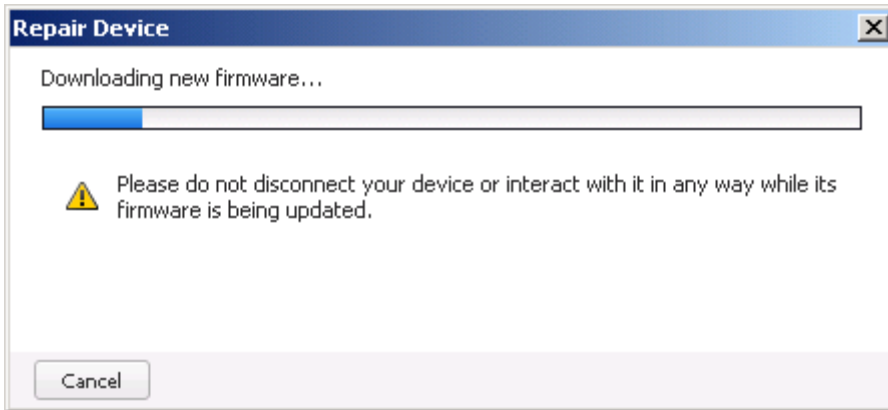 Repair Device
Downloading new firmware...
Please do not disconnect your device or interact with it in any way while its
firmware is being updated.
Cancel